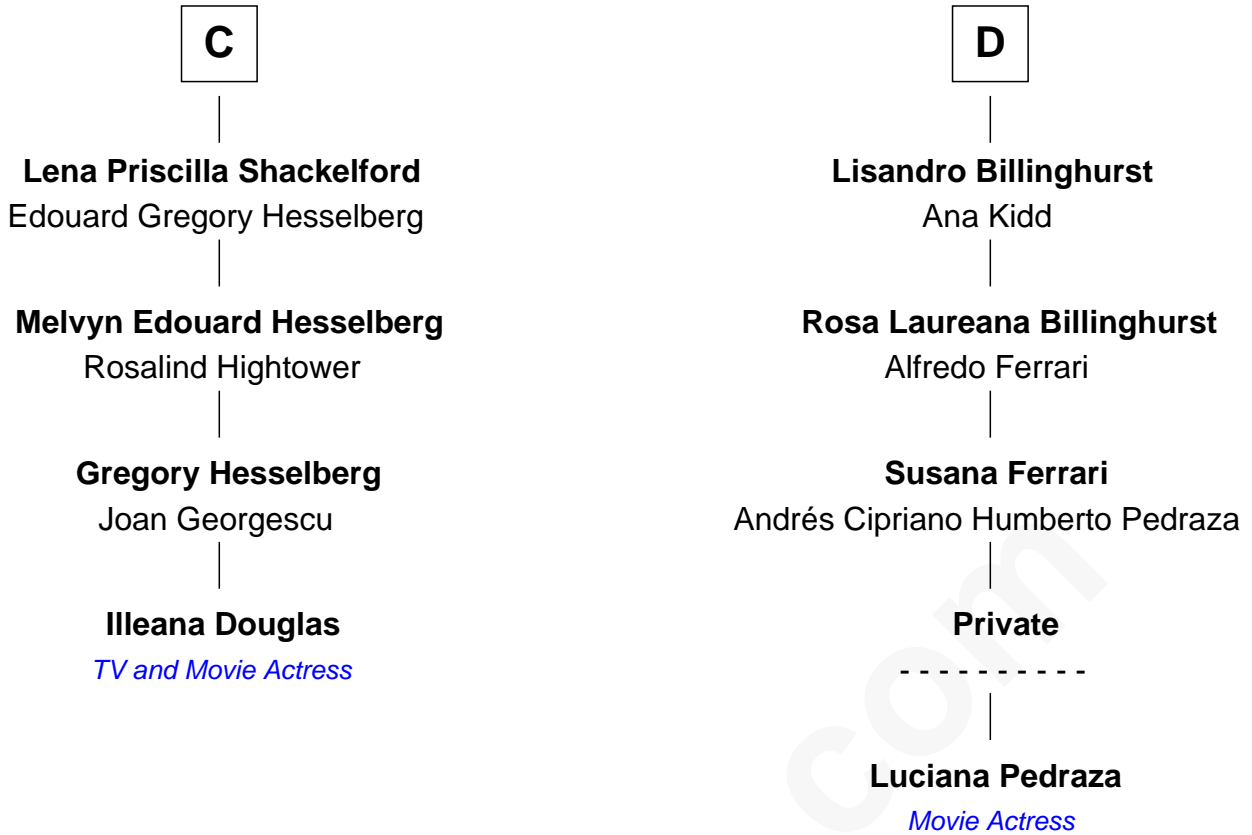 C
Lena Priscilla Shackelford
Edouard Gregory Hesselberg
Melvyn Edouard Hesselberg
Rosalind Hightower
Gregory Hesselberg
Joan Georgescu
Illeana Douglas
TV and Movie Actress
D
Lisandro Billinghurst
Ana Kidd
Rosa Laureana Billinghurst
Alfredo Ferrari
Susana Ferrari
Andrés Cipriano Humberto Pedraza
Private
- - - - - - - - - -
Luciana Pedraza
Movie Actress
com